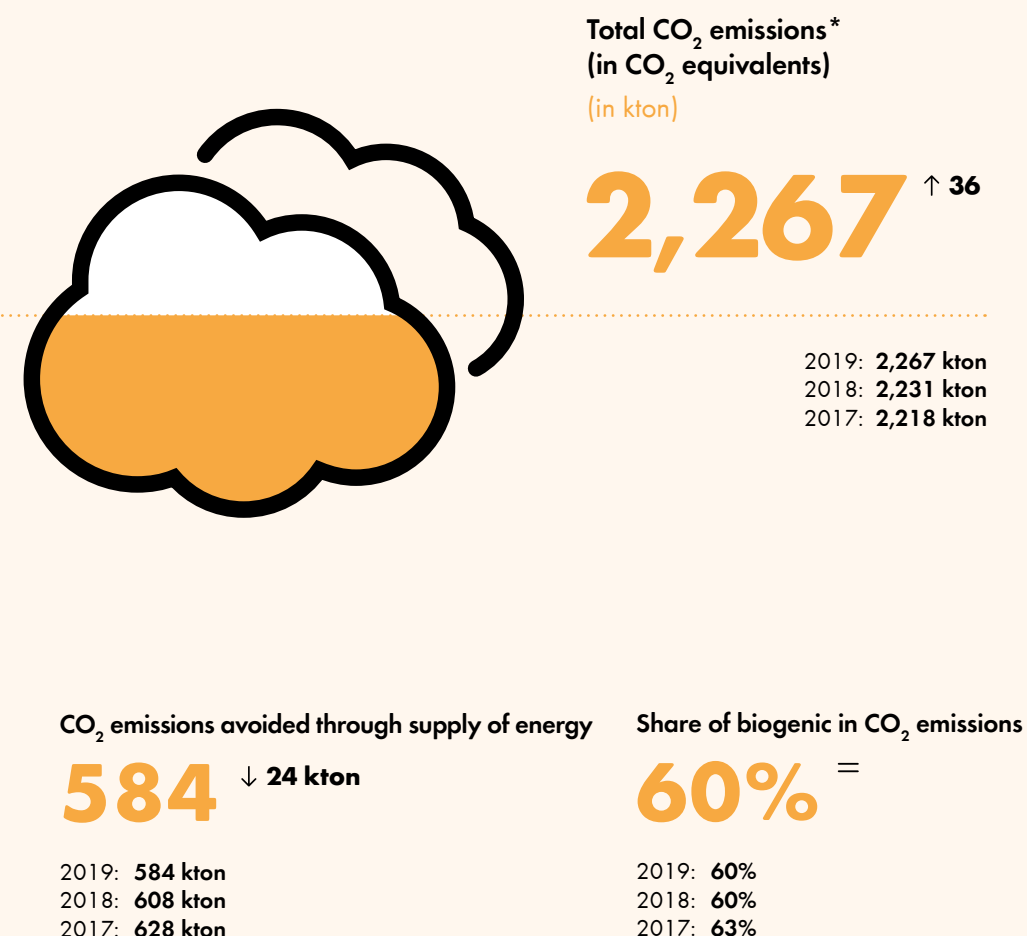 Total CO₂ emissions*
(in CO₂ equivalents)
(in kton)
2,267 ↑ 36
2019: 2,267 kton
2018: 2,231 kton
2017: 2,218 kton
CO₂ emissions avoided through supply of energy
584 ↓ 24 kton
2019: 584 kton
2018: 608 kton
2017: 628 kton
Share of biogenic in CO₂ emissions
60% =
2019: 60%
2018: 60%
2017: 63%